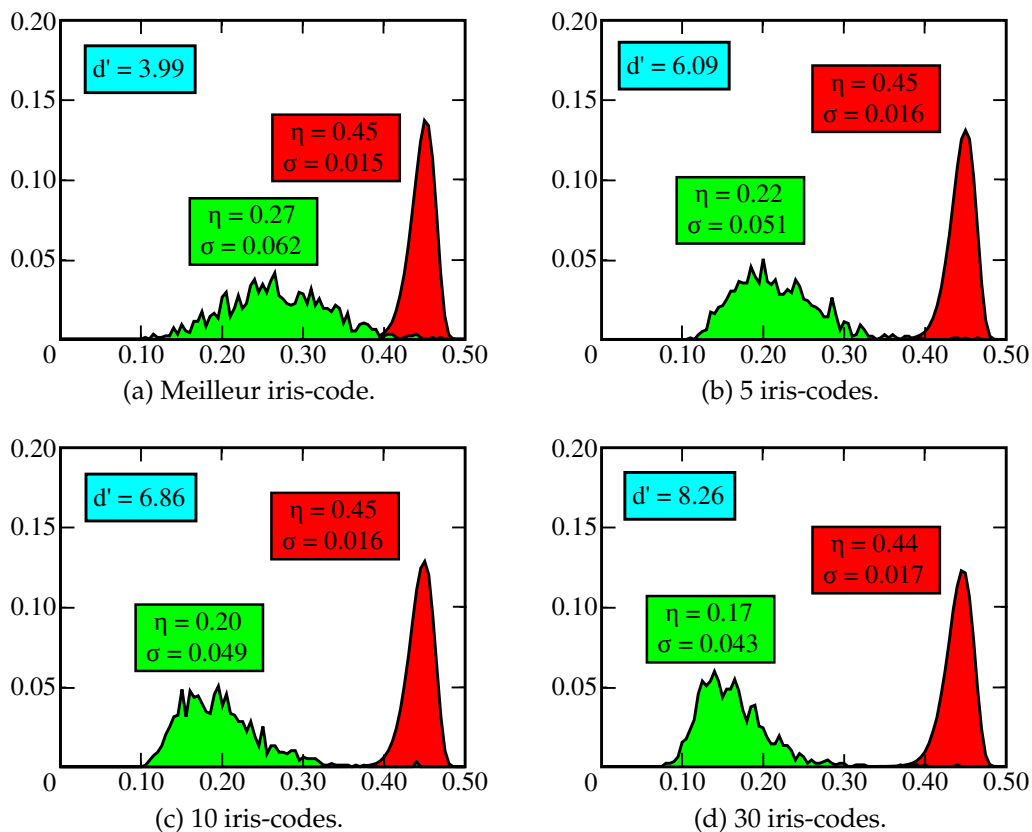 0.20
0.15
0.10
0.05
0
0.10
0.20
0.30
0.40
0.50
d' = 3.99
η = 0.45
σ = 0.015
η = 0.27
σ = 0.062
(a) Meilleur iris-code.
0.20
0.15
0.10
0.05
0
0.10
0.20
0.30
0.40
0.50
d' = 6.09
η = 0.45
σ = 0.016
η = 0.22
σ = 0.051
(b) 5 iris-codes.
0.20
0.15
0.10
0.05
0
0.10
0.20
0.30
0.40
0.50
d' = 6.86
η = 0.45
σ = 0.016
η = 0.20
σ = 0.049
(c) 10 iris-codes.
0.20
0.15
0.10
0.05
0
0.10
0.20
0.30
0.40
0.50
d' = 8.26
η = 0.44
σ = 0.017
η = 0.17
σ = 0.043
(d) 30 iris-codes.